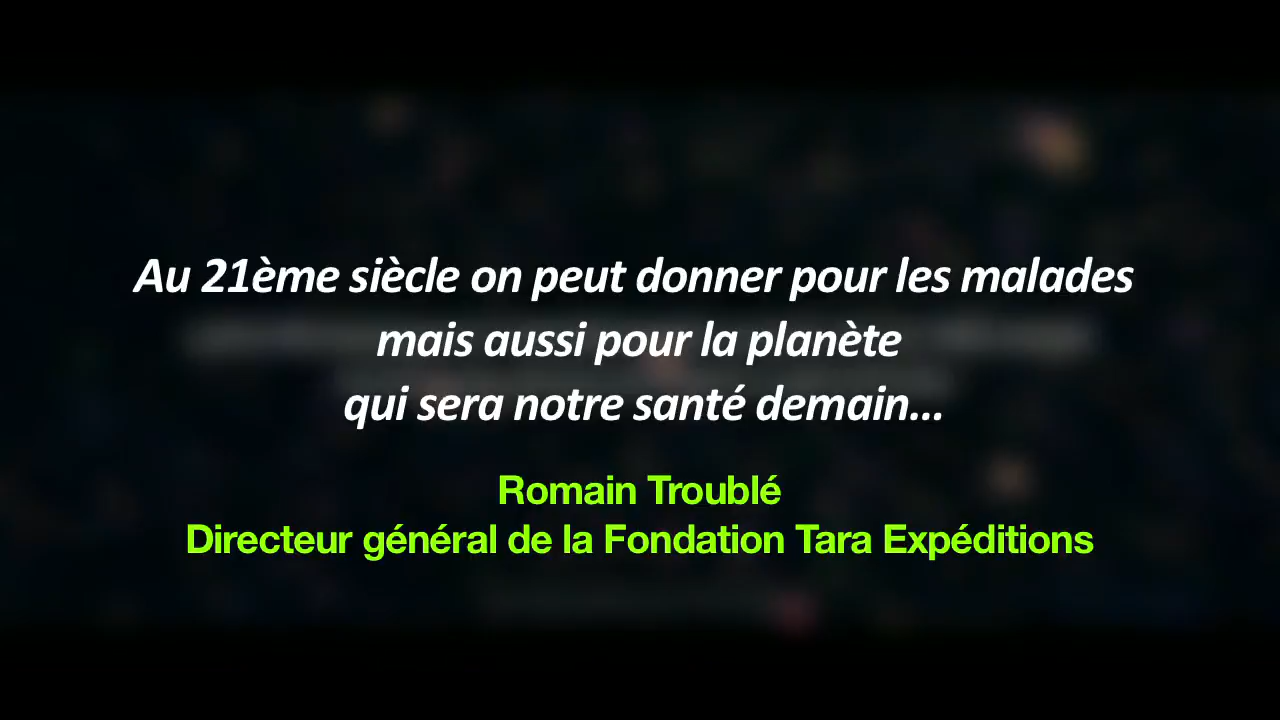 Au 21ème siècle on peut donner pour les malades
mais aussi pour la planète
qui sera notre santé demain...
Romain Troublé
Directeur général de la Fondation Tara Expéditions